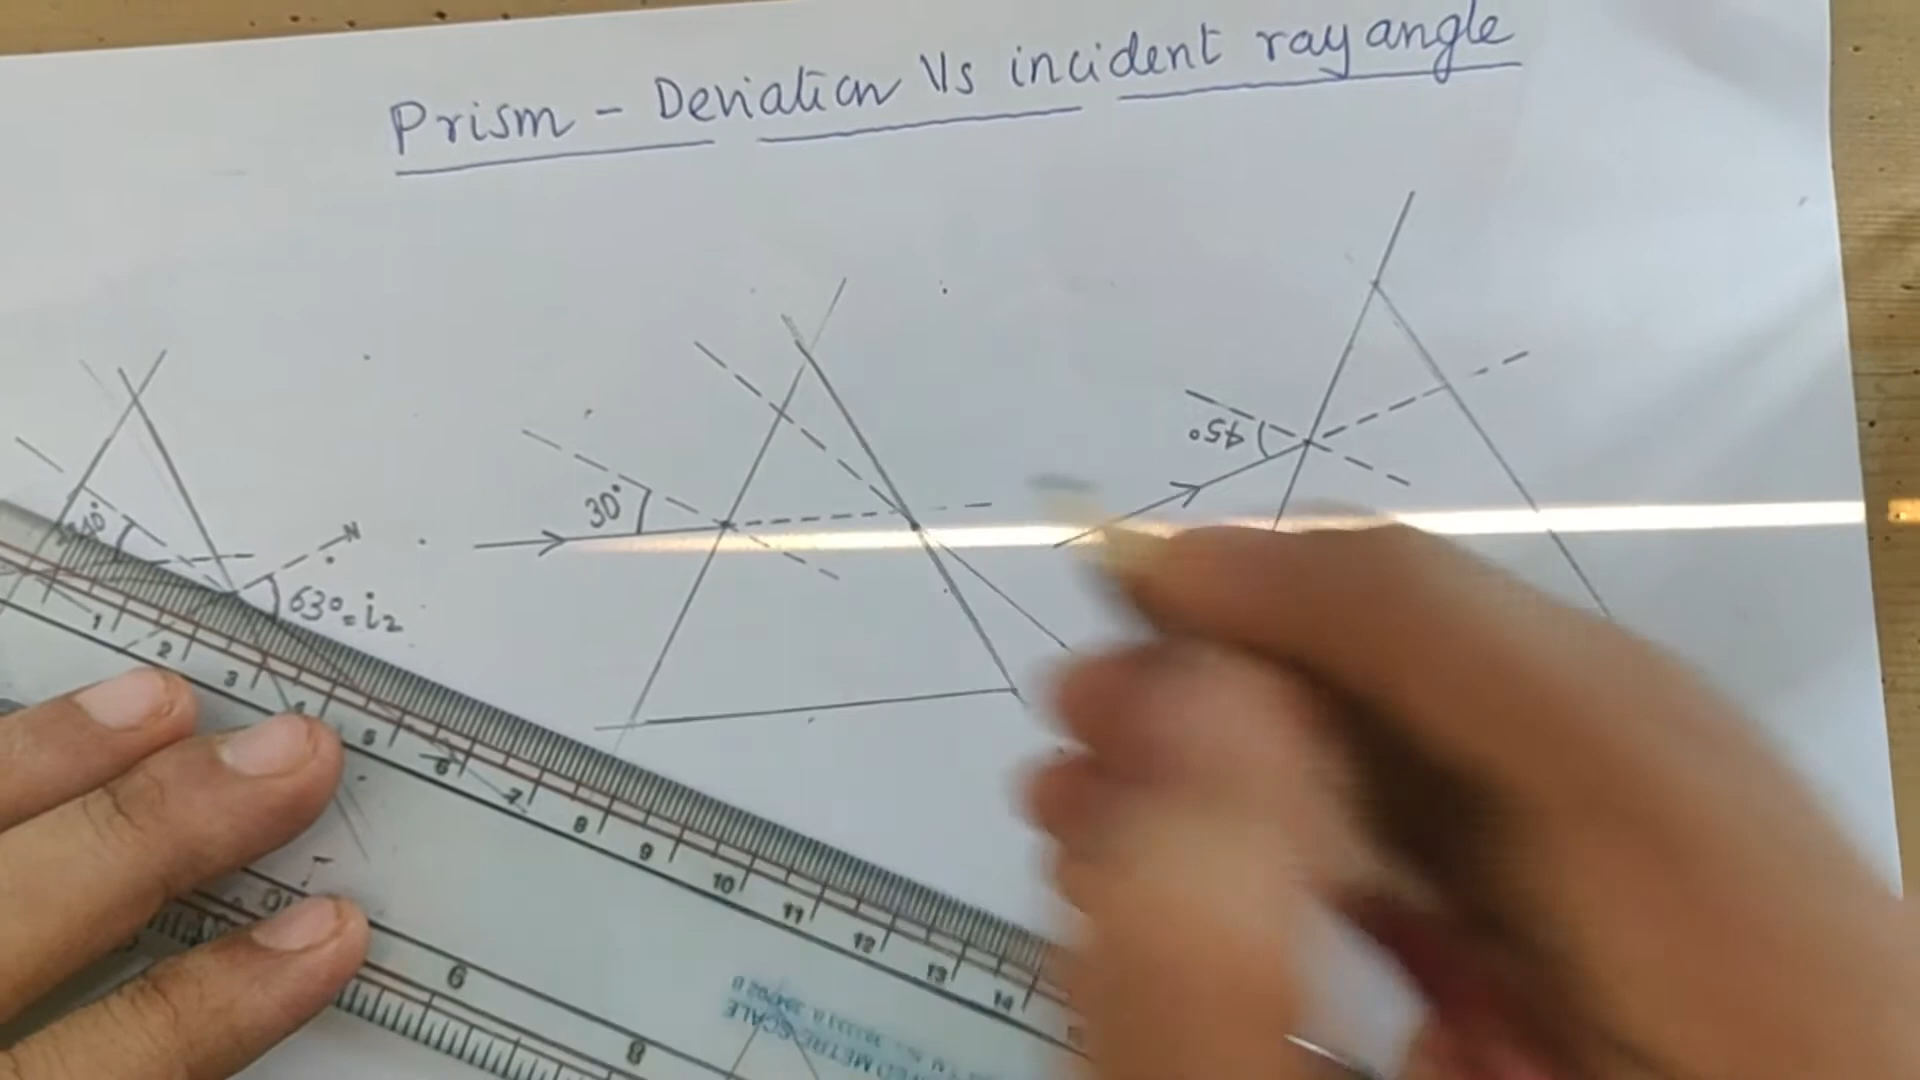 Prism - Deviation Vs incident ray angle
45°
30°
63° = i₂
N
1 2 3 4 5 6 7 8 9 10 11 12 13 14
6 8